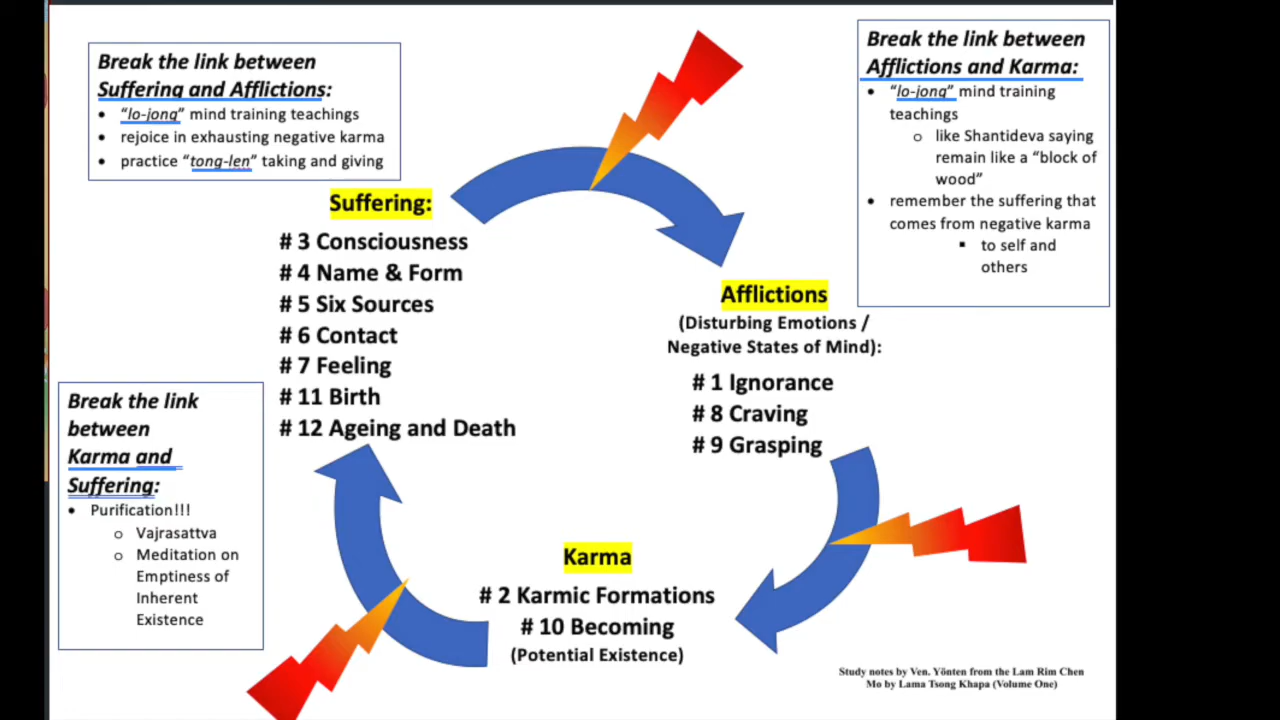 Break the link between
Suffering and Afflictions:
• “lo-jong” mind training teachings
• rejoice in exhausting negative karma
• practice “tong-len” taking and giving
Break the link between
Afflictions and Karma:
• “lo-jong” mind training
teachings
o like Shantideva saying
remain like a “block of
wood”
• remember the suffering that
comes from negative karma
▪ to self and
others
Suffering:
# 3 Consciousness
# 4 Name & Form
# 5 Six Sources
# 6 Contact
# 7 Feeling
# 11 Birth
# 12 Ageing and Death
Afflictions
(Disturbing Emotions /
Negative States of Mind):
# 1 Ignorance
# 8 Craving
# 9 Grasping
Break the link
between
Karma and
Suffering:
• Purification!!!
o Vajrasattva
o Meditation on
Emptiness of
Inherent
Existence
Karma
# 2 Karmic Formations
# 10 Becoming
(Potential Existence)
Study notes by Ven. Yönten from the Lam Rim Chen
Mo by Lama Tsong Khapa (Volume One)